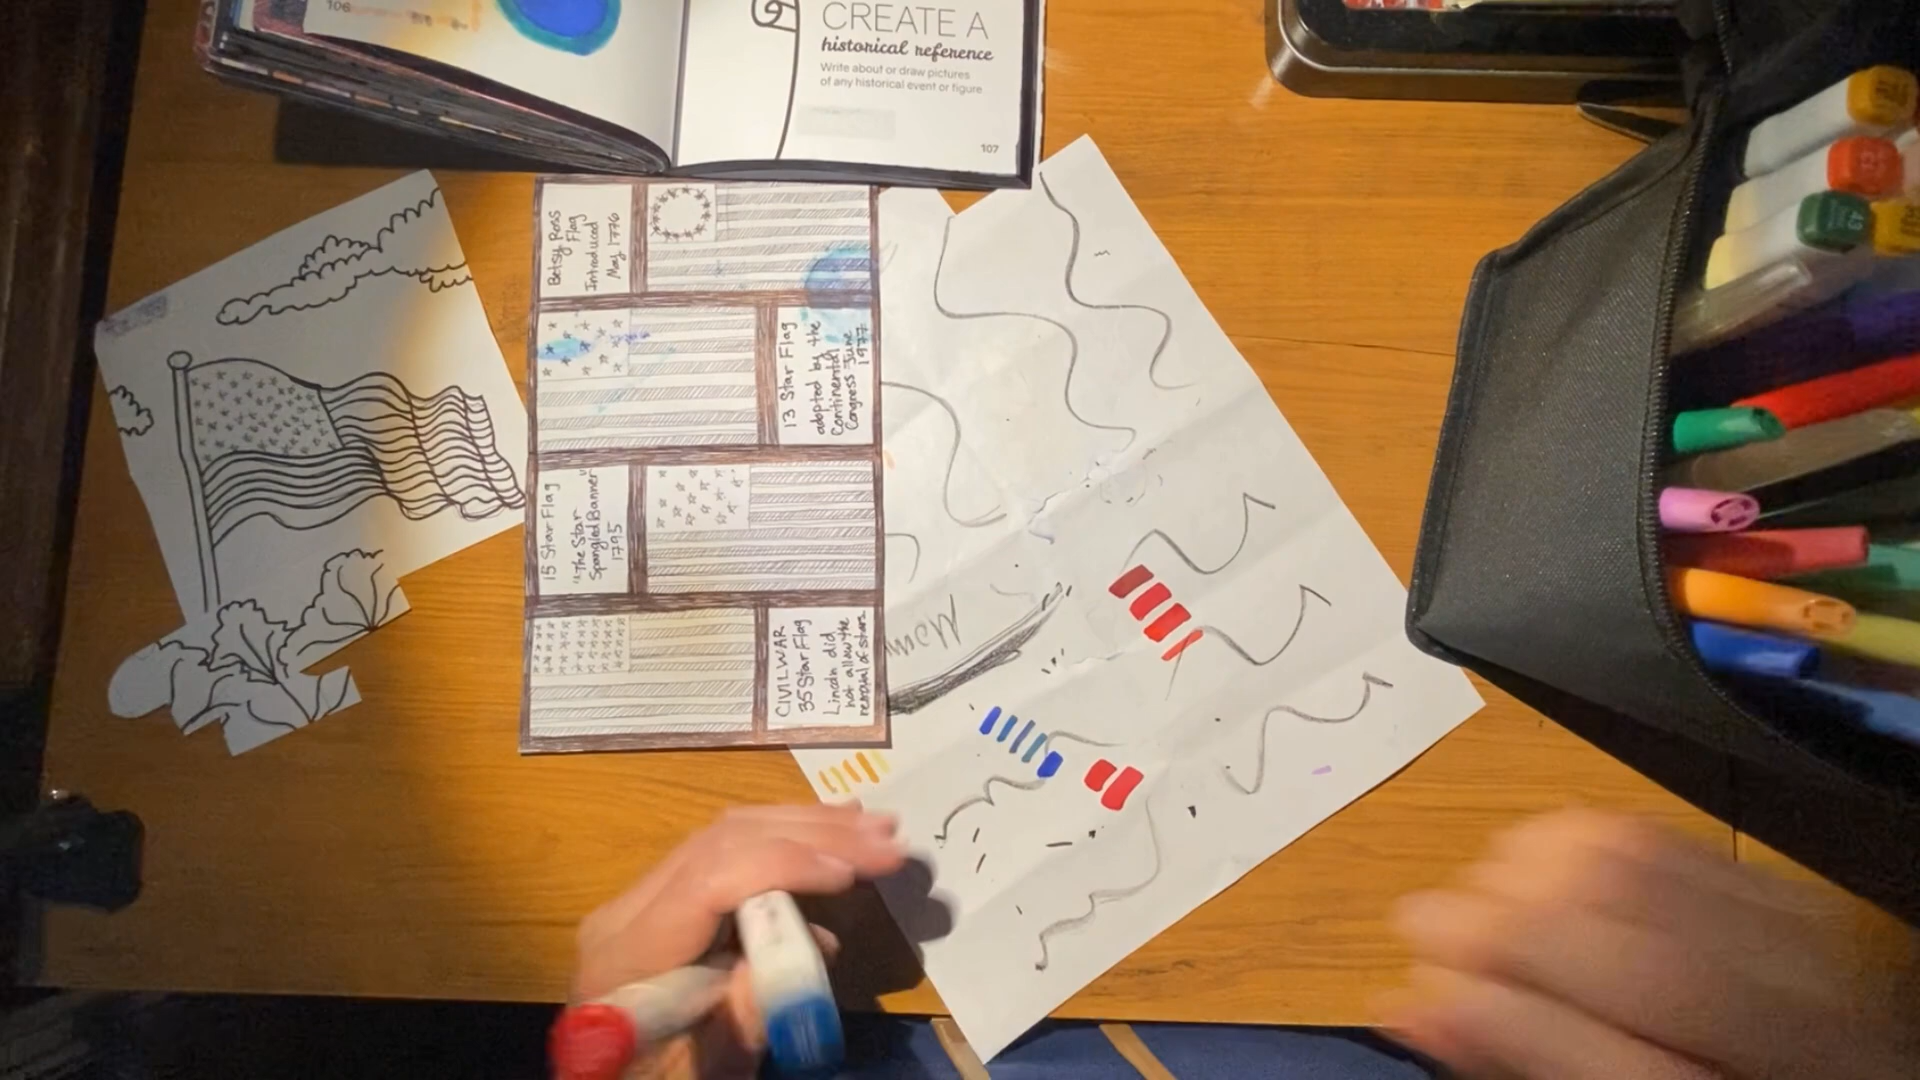 106
CREATE A
historical reference
Write about or draw pictures
of any historical event or figure
107
Betsy Ross
Flag
Introduced
May 1776
13 Star Flag
adopted by the
Continental
Congress June
1977
15 Star Flag
"The Star
Spangled Banner"
1795
CIVIL WAR
35 Star Flag
Lincoln did
not allow the
removal of stars